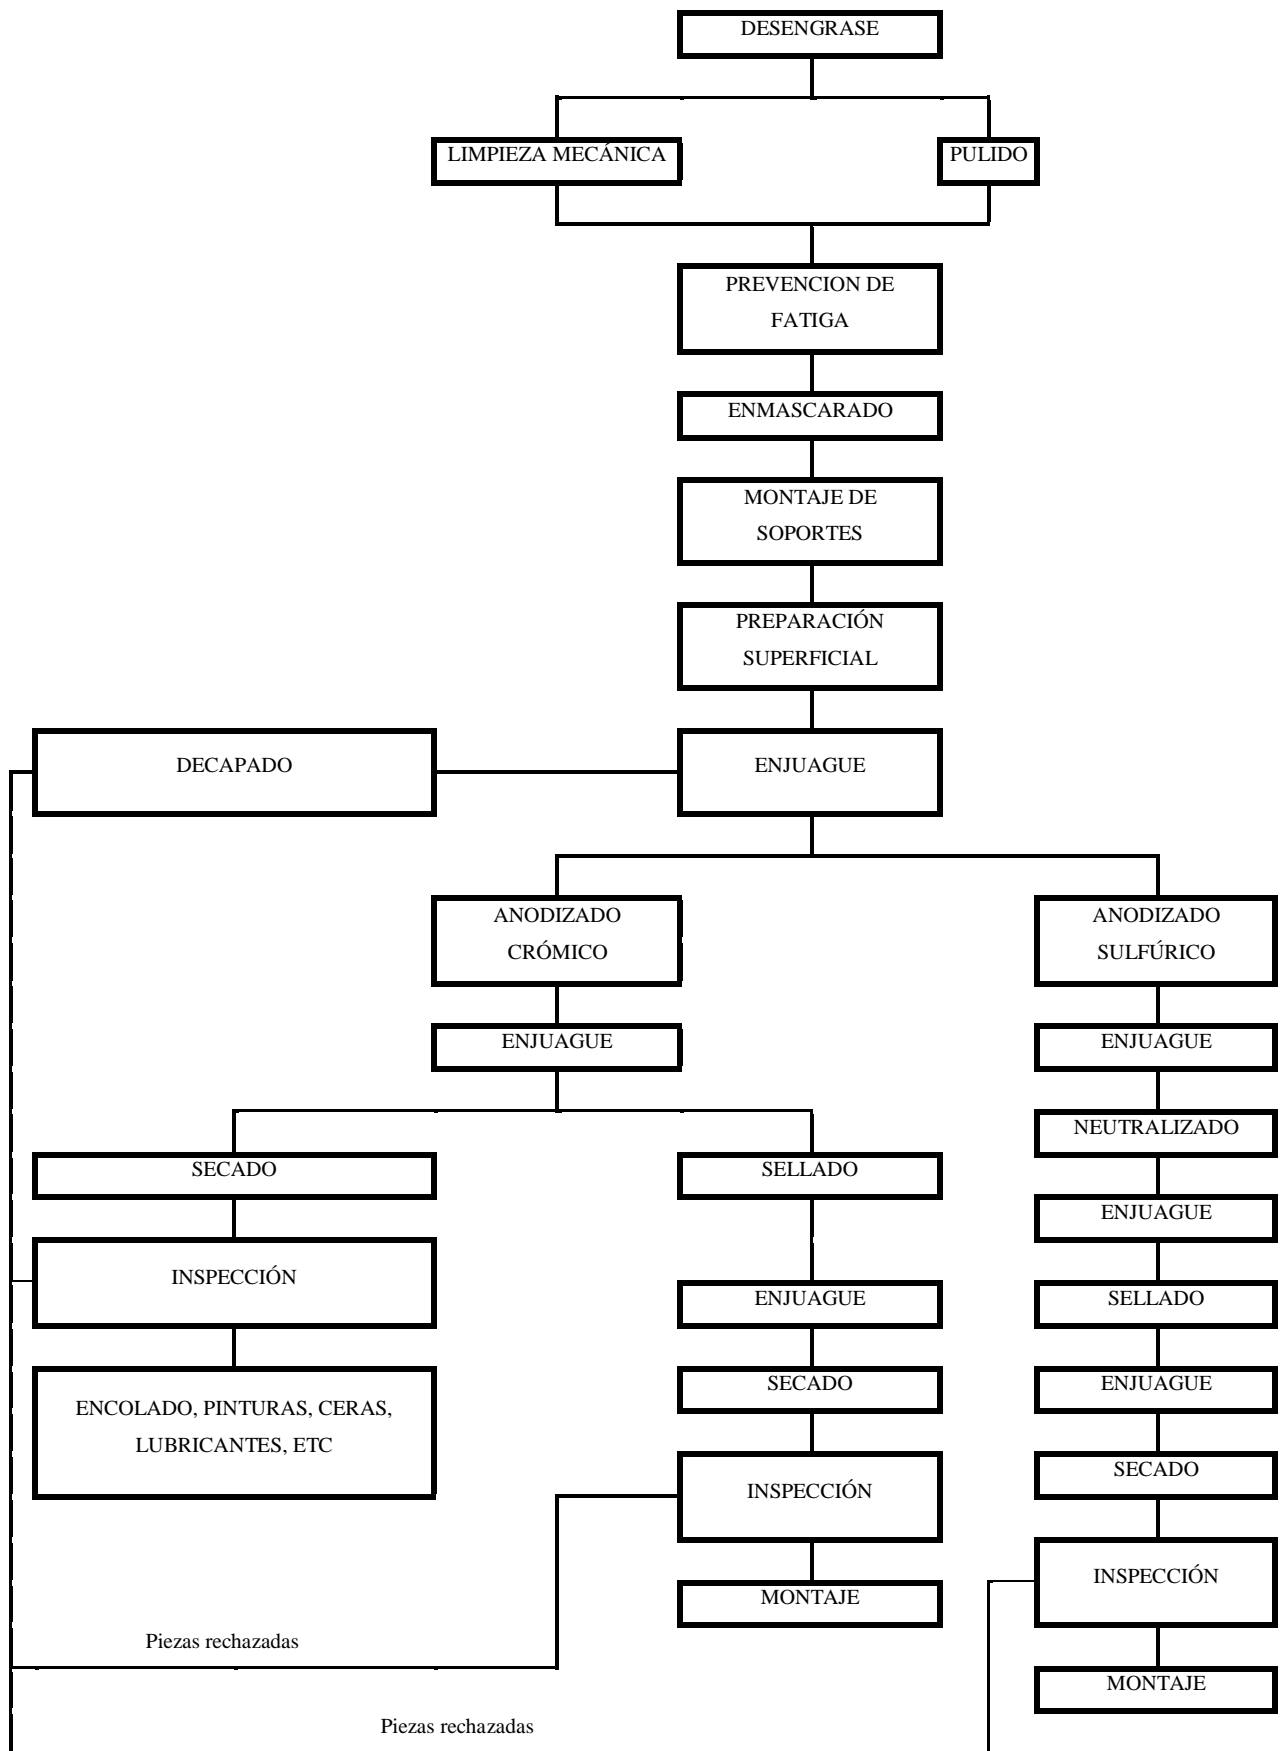 DESENGRASE
LIMPIEZA MECÁNICA
PULIDO
PREVENCION DE
FATIGA
ENMASCARADO
MONTAJE DE
SOPORTES
PREPARACIÓN
SUPERFICIAL
DECAPADO
ENJUAGUE
ANODIZADO
CRÓMICO
ANODIZADO
SULFÚRICO
ENJUAGUE
ENJUAGUE
NEUTRALIZADO
SECADO
SELLADO
ENJUAGUE
INSPECCIÓN
ENJUAGUE
SELLADO
ENCOLADO, PINTURAS, CERAS,
LUBRICANTES, ETC
SECADO
ENJUAGUE
INSPECCIÓN
SECADO
MONTAJE
INSPECCIÓN
Piezas rechazadas
MONTAJE
Piezas rechazadas